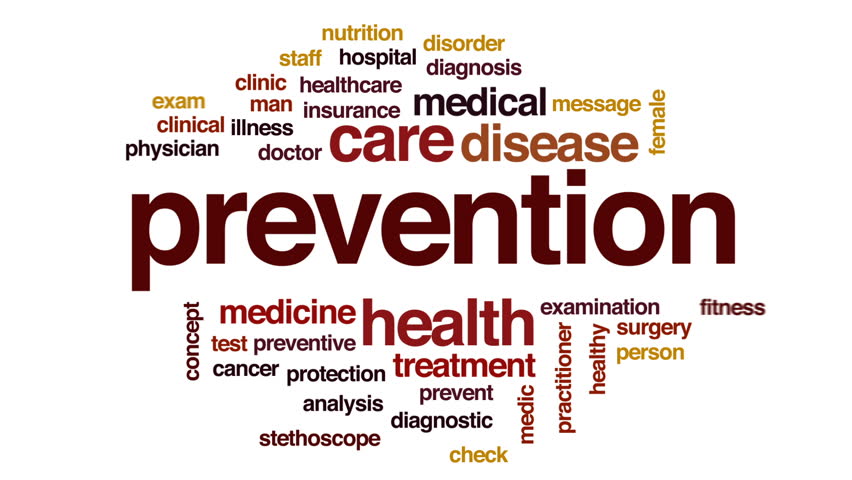 nutrition
disorder
staff
hospital
diagnosis
clinic
healthcare
exam
man
insurance
medical
message
female
clinical
illness
care
disease
physician
doctor
prevention
concept
medicine
health
examination
fitness
test
preventive
treatment
practitioner
healthy
surgery
person
cancer
protection
prevent
medic
analysis
diagnostic
stethoscope
check